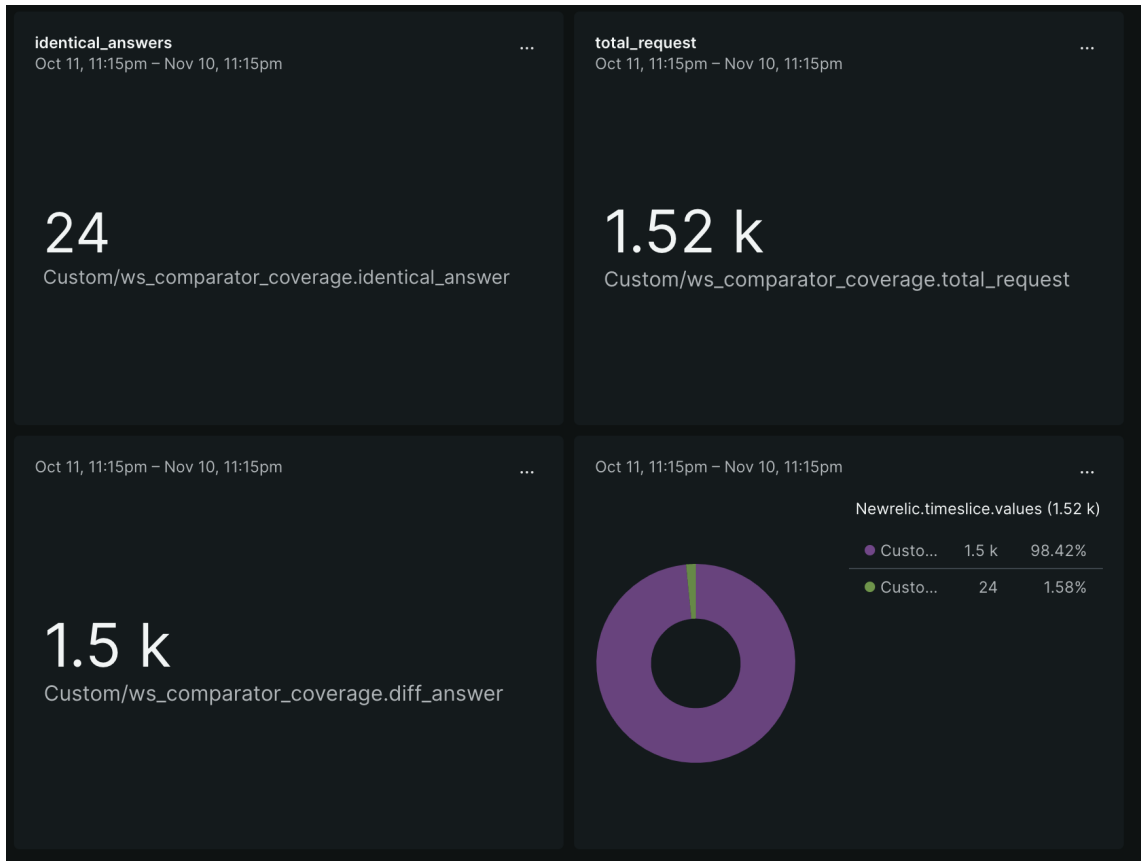 identical_answers
...
Oct 11, 11:15pm – Nov 10, 11:15pm
24
Custom/ws_comparator_coverage.identical_answer
total_request
...
Oct 11, 11:15pm – Nov 10, 11:15pm
1.52 k
Custom/ws_comparator_coverage.total_request
Oct 11, 11:15pm – Nov 10, 11:15pm
...
1.5 k
Custom/ws_comparator_coverage.diff_answer
Oct 11, 11:15pm – Nov 10, 11:15pm
...
Newrelic.timeslice.values (1.52 k)
Custo... 1.5 k 98.42%
Custo... 24 1.58%